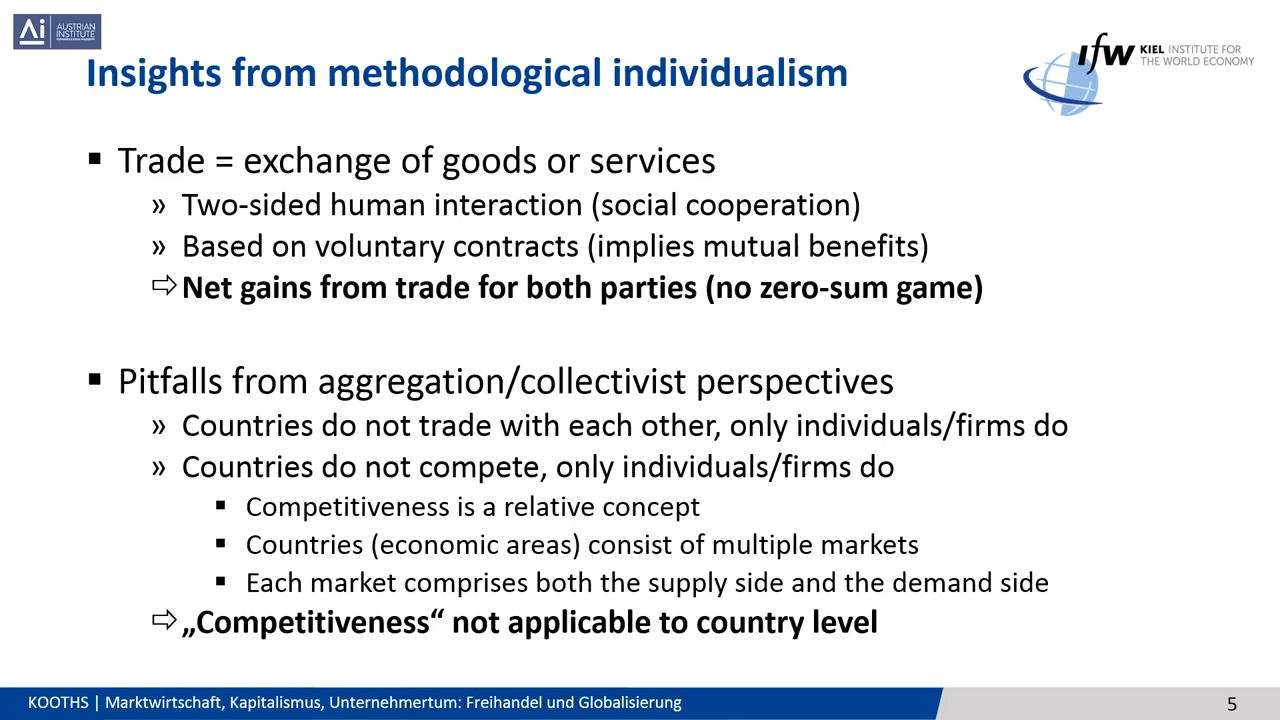 Ai AUSTRIAN
INSTITUTE
Insights from methodological individualism
IfW KIEL INSTITUTE FOR
THE WORLD ECONOMY
▪ Trade = exchange of goods or services
» Two-sided human interaction (social cooperation)
» Based on voluntary contracts (implies mutual benefits)
⇨ Net gains from trade for both parties (no zero-sum game)
▪ Pitfalls from aggregation/collectivist perspectives
» Countries do not trade with each other, only individuals/firms do
» Countries do not compete, only individuals/firms do
▪ Competitiveness is a relative concept
▪ Countries (economic areas) consist of multiple markets
▪ Each market comprises both the supply side and the demand side
⇨ „Competitiveness“ not applicable to country level
KOOTHS | Marktwirtschaft, Kapitalismus, Unternehmertum: Freihandel und Globalisierung
5